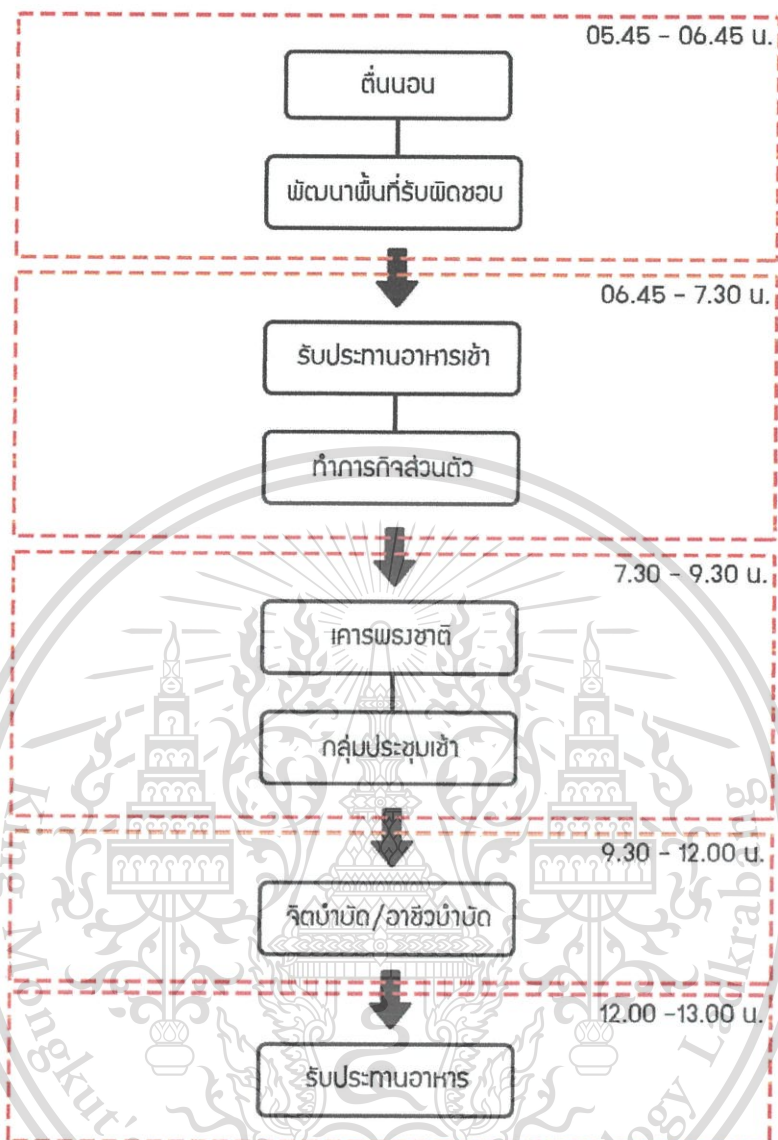 05.45 - 06.45 น.
ตื่นนอน
พัฒนาพื้นที่รับผิดชอบ
06.45 - 7.30 น.
รับประทานอาหารเช้า
ทำภารกิจส่วนตัว
7.30 - 9.30 น.
เคารพธงชาติ
กลุ่มประชุมเช้า
9.30 - 12.00 น.
จิตบำบัด/อาชีวบำบัด
12.00 -13.00 น.
รับประทานอาหาร
King Mongkut's
ogy Ladkrabang